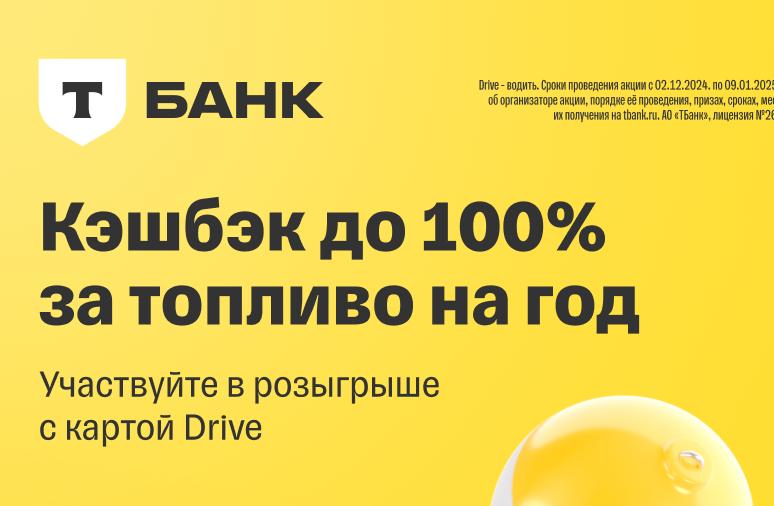 Т БАНК
Drive - водить. Сроки проведения акции с 02.12.2024. по 09.01.2025
об организаторе акции, порядке её проведения, призах, сроках,
их получения на tbank.ru. АО «ТБанк», лицензия №26
Кэшбэк до 100%
за топливо на год
Участвуйте в розыгрыше
с картой Drive